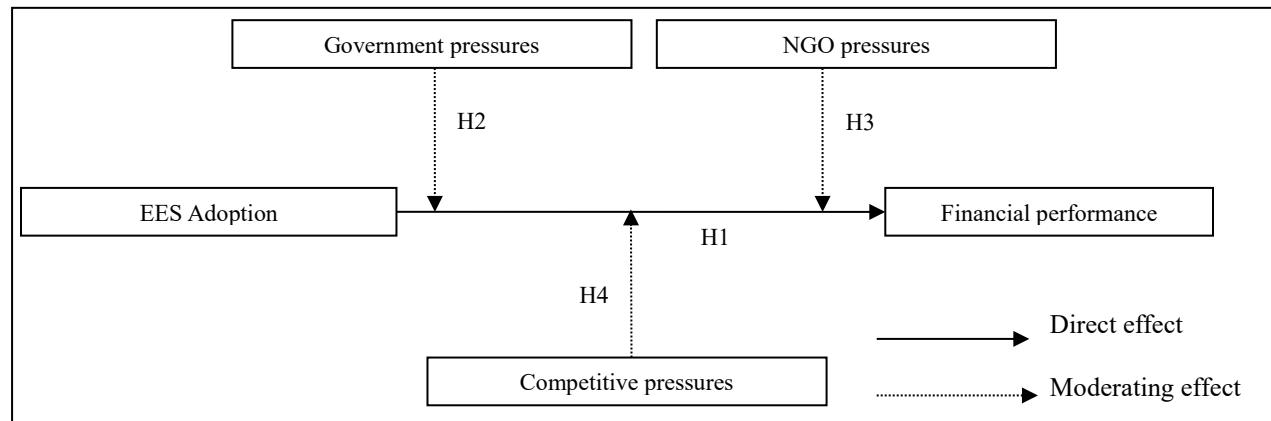 Government pressures
NGO pressures
H2
H3
EES Adoption
Financial performance
H1
H4
Direct effect
Competitive pressures
Moderating effect